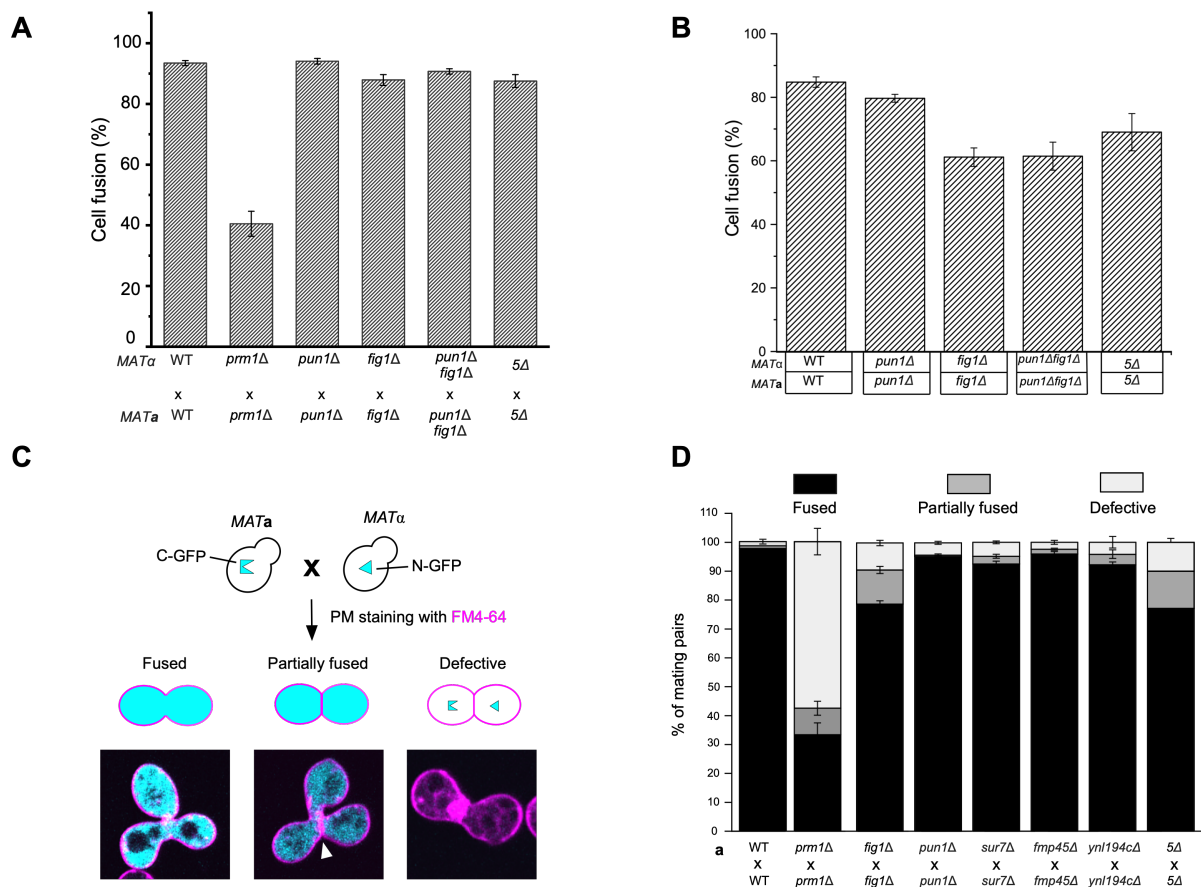 A
Cell fusion (%)
100
80
60
40
20
0
MATα WT prm1Δ pun1Δ fig1Δ pun1Δ 5Δ
fig1Δ
x x x x x x
MATa WT prm1Δ pun1Δ fig1Δ pun1Δ 5Δ
fig1Δ
B
Cell fusion (%)
100
80
60
40
20
0
MATα WT pun1Δ fig1Δ pun1Δfig1Δ 5Δ
MATa WT pun1Δ fig1Δ pun1Δfig1Δ 5Δ
C
MATa MATα
C-GFP X N-GFP
PM staining with FM4-64
Fused Partially fused Defective
D
Fused Partially fused Defective
% of mating pairs
110
100
90
80
70
60
50
40
30
20
10
0
a WT prm1Δ fig1Δ pun1Δ sur7Δ fmp45Δ ynl194cΔ 5Δ
X X X X X X X X
WT prm1Δ fig1Δ pun1Δ sur7Δ fmp45Δ ynl194cΔ 5Δ